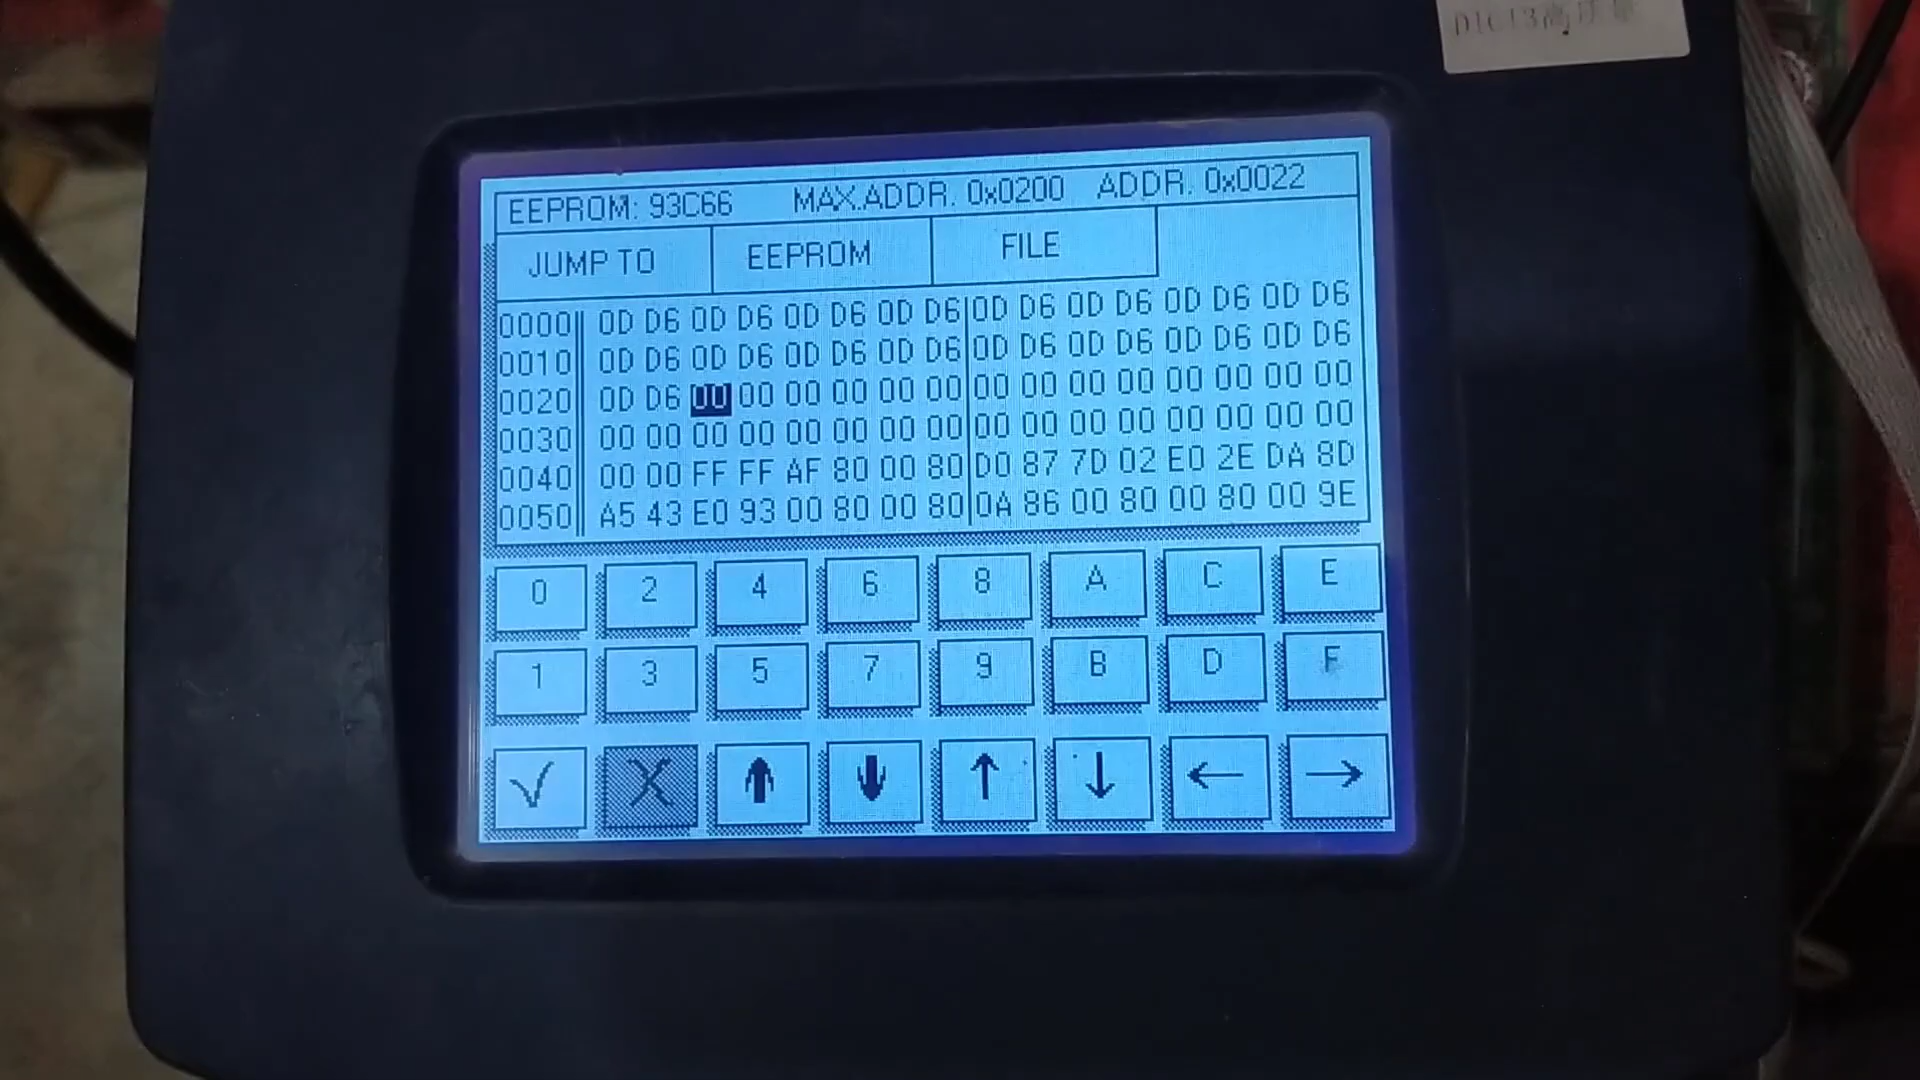 EEPROM: 93C66 MAX.ADDR. 0x0200 ADDR. 0x0022
JUMP TO EEPROM FILE
0000 0D D6 0D D6 0D D6 0D D6 0D D6 0D D6 0D D6 0D D6
0010 0D D6 0D D6 0D D6 0D D6 0D D6 0D D6 0D D6 0D D6
0020 0D D6 00 00 00 00 00 00 00 00 00 00 00 00 00 00
0030 00 00 00 00 00 00 00 00 00 00 00 00 00 00 00 00
0040 00 00 FF FF AF 80 00 80 D0 87 7D 02 E0 2E DA 8D
0050 A5 43 E0 93 00 80 00 80 0A 86 00 80 00 80 00 9E
0 2 4 6 8 A C E
1 3 5 7 9 B D F
X